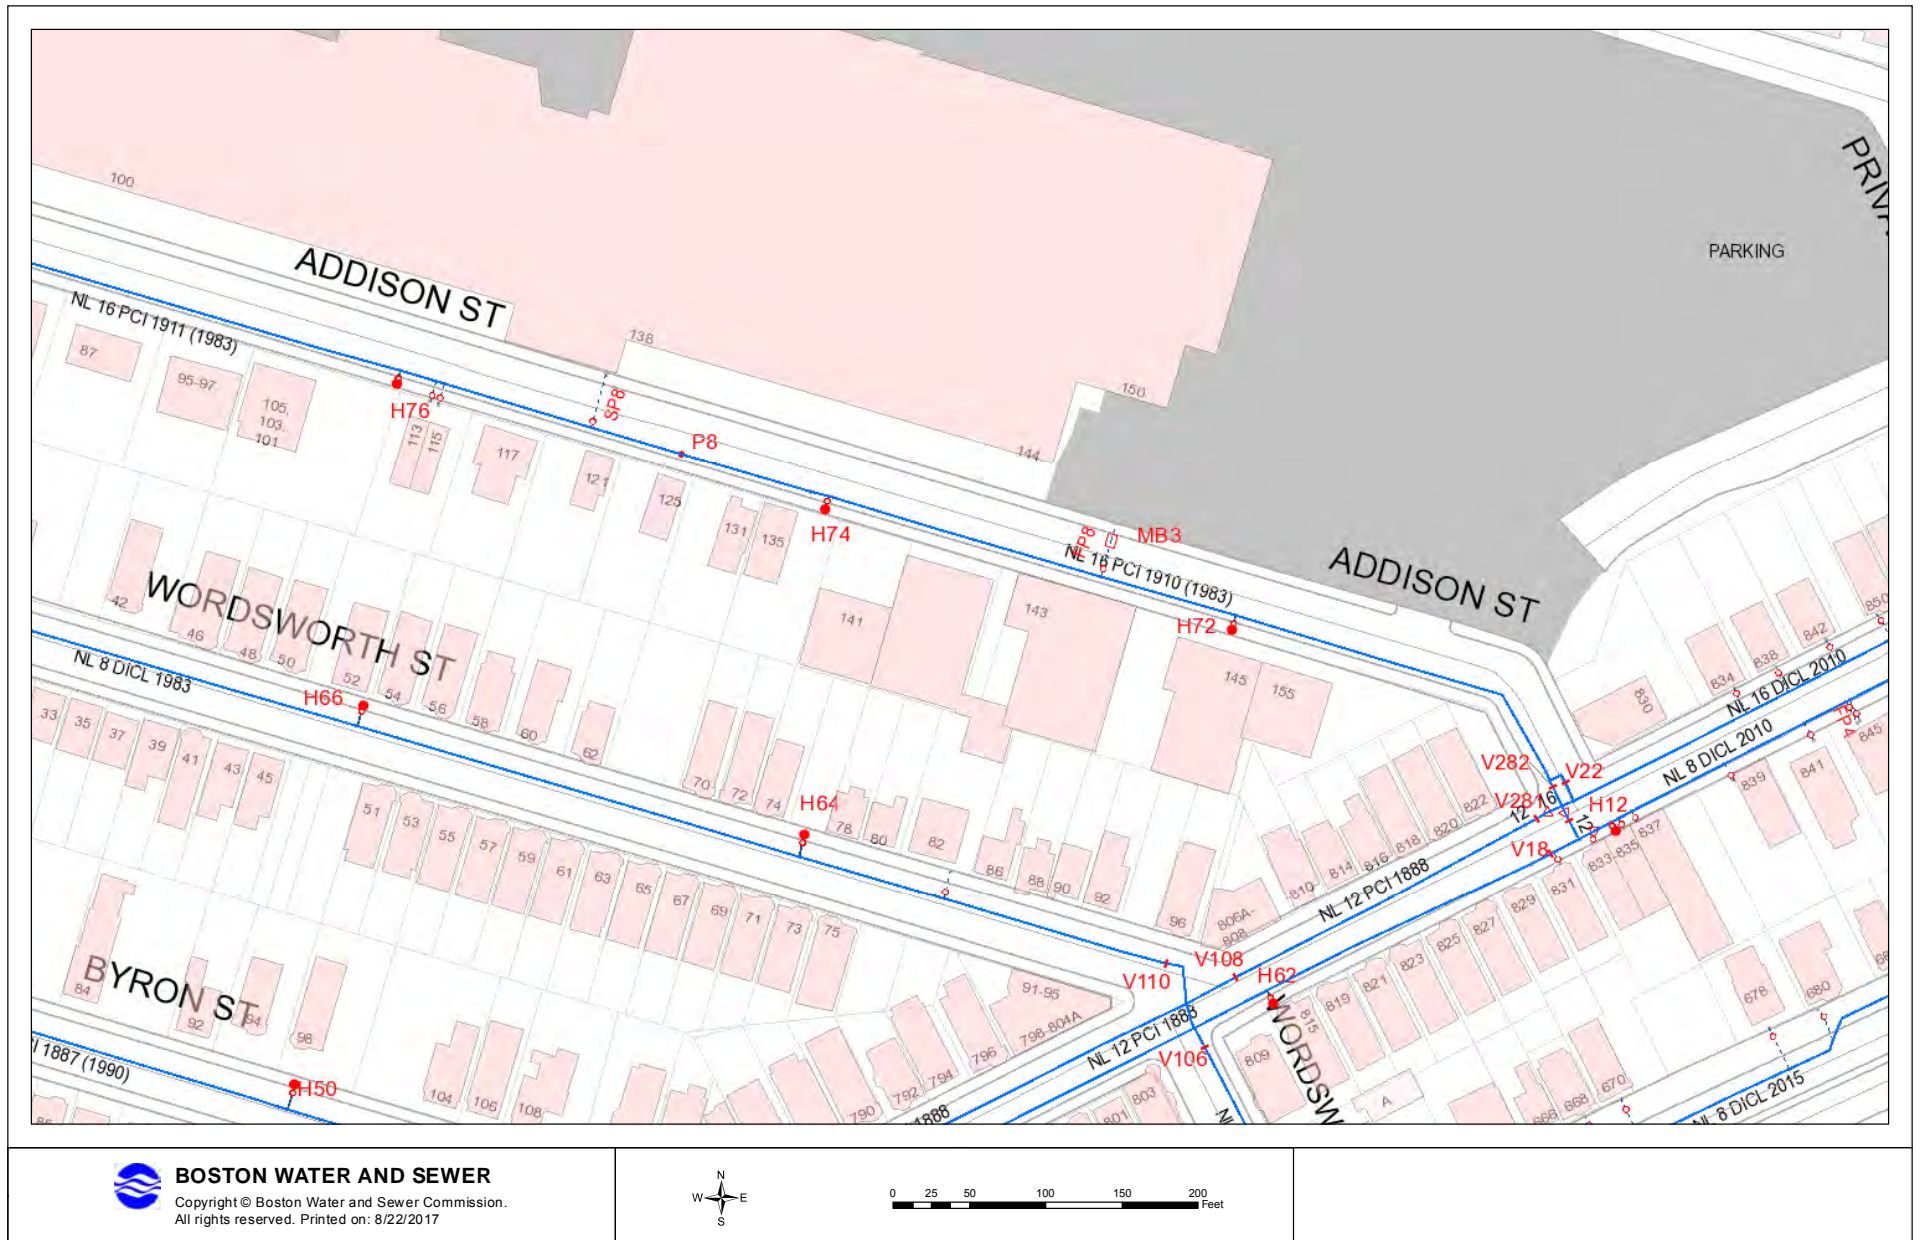 100
ADDISON ST
138
PARKING
NL 16 PCI 1911 (1983)
87
95-97
105,
103,
101
H76
113
115
117
SP8
P8
121
125
131
135
H74
144
150
FP8
MB3
NL 16 PCI 1910 (1983)
ADDISON ST
141
143
H72
145
155
42
WORDSWORTH ST
46
48
50
52
54
56
58
60
62
NL 8 DICL 1983
H66
33
35
37
39
41
43
45
70
72
74
H64
78
80
82
86
88
90
92
96
51
53
55
57
59
61
63
65
67
69
71
73
75
806A-
808
810
814
816
818
820
822
830
834
838
842
850
NL 16 DICL 2010
NL 8 DICL 2010
FP4
V282
V22
16
12
12
H12
V18
NL 12 PCI 1888
837
833-835
831
829
827
825
823
821
819
815
839
841
845
V108
V110
H62
91-95
798-804A
NL 12 PCI 1888
V106
WORDSW
809
A
678
680
670
668
666
NL 8 DICL 2015
BYRON ST
84
92
94
98
I 1887 (1990)
H50
104
106
108
790
792
794
796
801
803
1888
NL
BOSTON WATER AND SEWER
Copyright © Boston Water and Sewer Commission.
All rights reserved. Printed on: 8/22/2017
N
W E
S
0 25 50 100 150 200
Feet